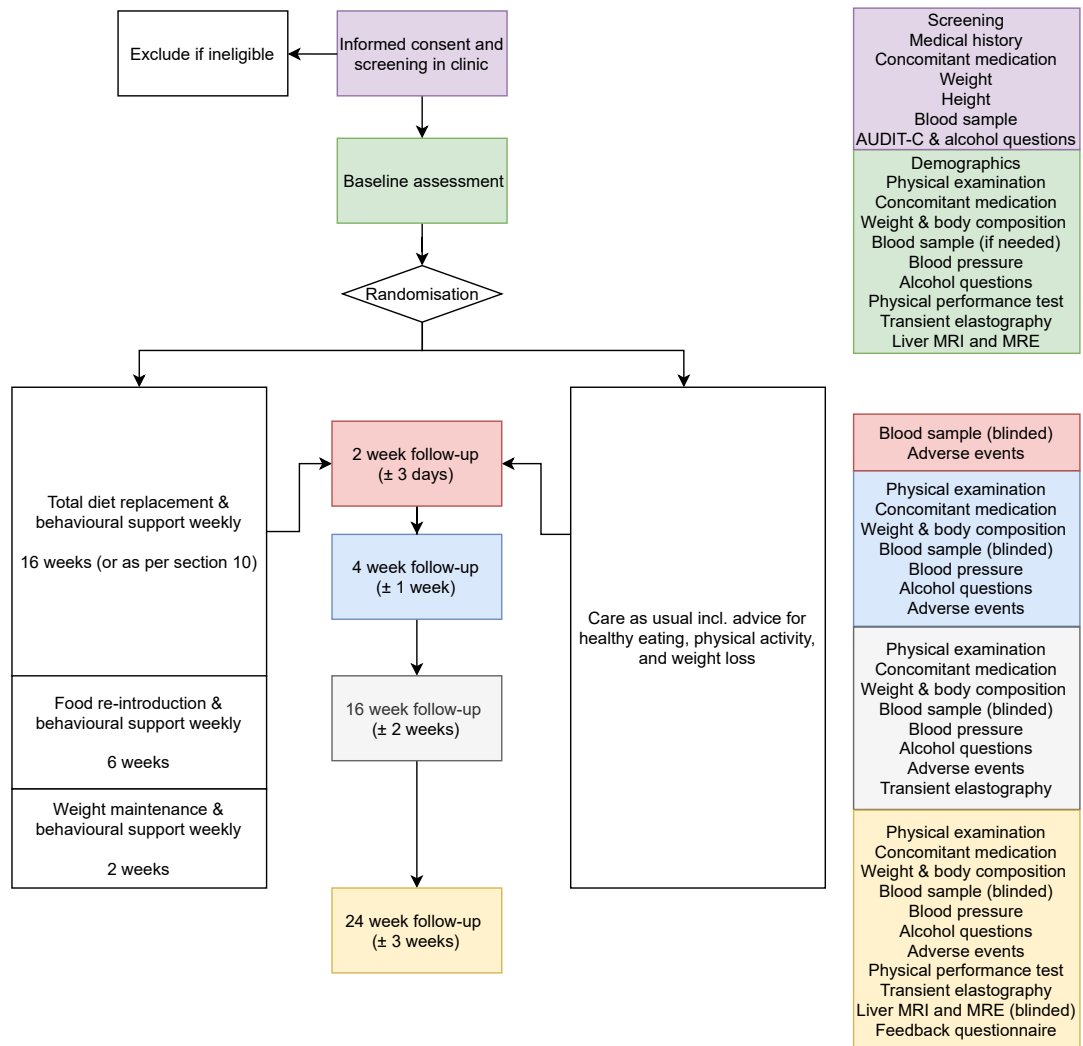 Exclude if ineligible
Informed consent and
screening in clinic
Baseline assessment
Randomisation
Total diet replacement &
behavioural support weekly
16 weeks (or as per section 10)
Food re-introduction &
behavioural support weekly
6 weeks
Weight maintenance &
behavioural support weekly
2 weeks
2 week follow-up
(± 3 days)
4 week follow-up
(± 1 week)
16 week follow-up
(± 2 weeks)
24 week follow-up
(± 3 weeks)
Care as usual incl. advice for
healthy eating, physical activity,
and weight loss
Screening
Medical history
Concomitant medication
Weight
Height
Blood sample
AUDIT-C & alcohol questions
Demographics
Physical examination
Concomitant medication
Weight & body composition
Blood sample (if needed)
Blood pressure
Alcohol questions
Physical performance test
Transient elastography
Liver MRI and MRE
Blood sample (blinded)
Adverse events
Physical examination
Concomitant medication
Weight & body composition
Blood sample (blinded)
Blood pressure
Alcohol questions
Adverse events
Physical examination
Concomitant medication
Weight & body composition
Blood sample (blinded)
Blood pressure
Alcohol questions
Adverse events
Transient elastography
Physical examination
Concomitant medication
Weight & body composition
Blood sample (blinded)
Blood pressure
Alcohol questions
Adverse events
Physical performance test
Transient elastography
Liver MRI and MRE (blinded)
Feedback questionnaire